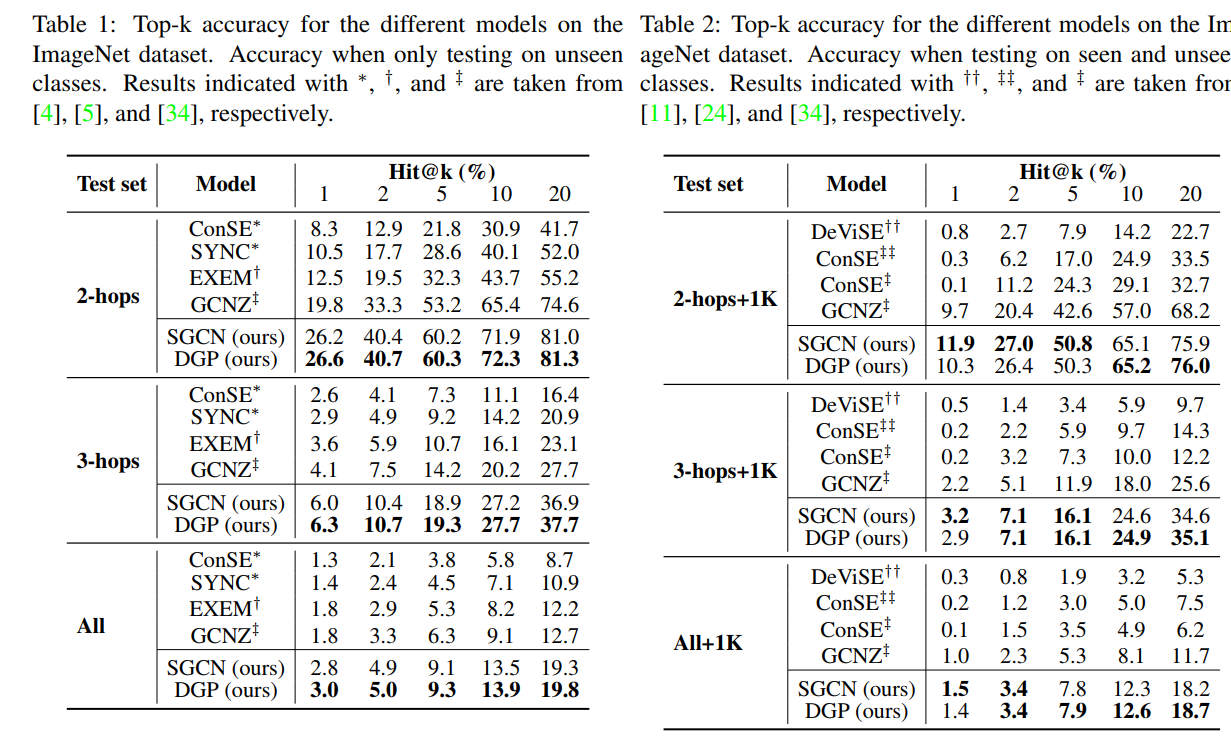 Table 1: Top-k accuracy for the different models on the
ImageNet dataset. Accuracy when only testing on unseen
classes. Results indicated with *, †, and ‡ are taken from
[4], [5], and [34], respectively.
Test set Model Hit@k (%)
1 2 5 10 20
2-hops
ConSE* 8.3 12.9 21.8 30.9 41.7
SYNC* 10.5 17.7 28.6 40.1 52.0
EXEM† 12.5 19.5 32.3 43.7 55.2
GCNZ‡ 19.8 33.3 53.2 65.4 74.6
SGCN (ours) 26.2 40.4 60.2 71.9 81.0
DGP (ours) 26.6 40.7 60.3 72.3 81.3
3-hops
ConSE* 2.6 4.1 7.3 11.1 16.4
SYNC* 2.9 4.9 9.2 14.2 20.9
EXEM† 3.6 5.9 10.7 16.1 23.1
GCNZ‡ 4.1 7.5 14.2 20.2 27.7
SGCN (ours) 6.0 10.4 18.9 27.2 36.9
DGP (ours) 6.3 10.7 19.3 27.7 37.7
All
ConSE* 1.3 2.1 3.8 5.8 8.7
SYNC* 1.4 2.4 4.5 7.1 10.9
EXEM† 1.8 2.9 5.3 8.2 12.2
GCNZ‡ 1.8 3.3 6.3 9.1 12.7
SGCN (ours) 2.8 4.9 9.1 13.5 19.3
DGP (ours) 3.0 5.0 9.3 13.9 19.8
Table 2: Top-k accuracy for the different models on the Im
ageNet dataset. Accuracy when testing on seen and unsee
classes. Results indicated with ††, ‡‡, and ‡ are taken fro
[11], [24], and [34], respectively.
Test set Model Hit@k (%)
1 2 5 10 20
2-hops+1K
DeViSE†† 0.8 2.7 7.9 14.2 22.7
ConSE‡‡ 0.3 6.2 17.0 24.9 33.5
ConSE‡ 0.1 11.2 24.3 29.1 32.7
GCNZ‡ 9.7 20.4 42.6 57.0 68.2
SGCN (ours) 11.9 27.0 50.8 65.1 75.9
DGP (ours) 10.3 26.4 50.3 65.2 76.0
3-hops+1K
DeViSE†† 0.5 1.4 3.4 5.9 9.7
ConSE‡‡ 0.2 2.2 5.9 9.7 14.3
ConSE‡ 0.2 3.2 7.3 10.0 12.2
GCNZ‡ 2.2 5.1 11.9 18.0 25.6
SGCN (ours) 3.2 7.1 16.1 24.6 34.6
DGP (ours) 2.9 7.1 16.1 24.9 35.1
All+1K
DeViSE†† 0.3 0.8 1.9 3.2 5.3
ConSE‡‡ 0.2 1.2 3.0 5.0 7.5
ConSE‡ 0.1 1.5 3.5 4.9 6.2
GCNZ‡ 1.0 2.3 5.3 8.1 11.7
SGCN (ours) 1.5 3.4 7.8 12.3 18.2
DGP (ours) 1.4 3.4 7.9 12.6 18.7